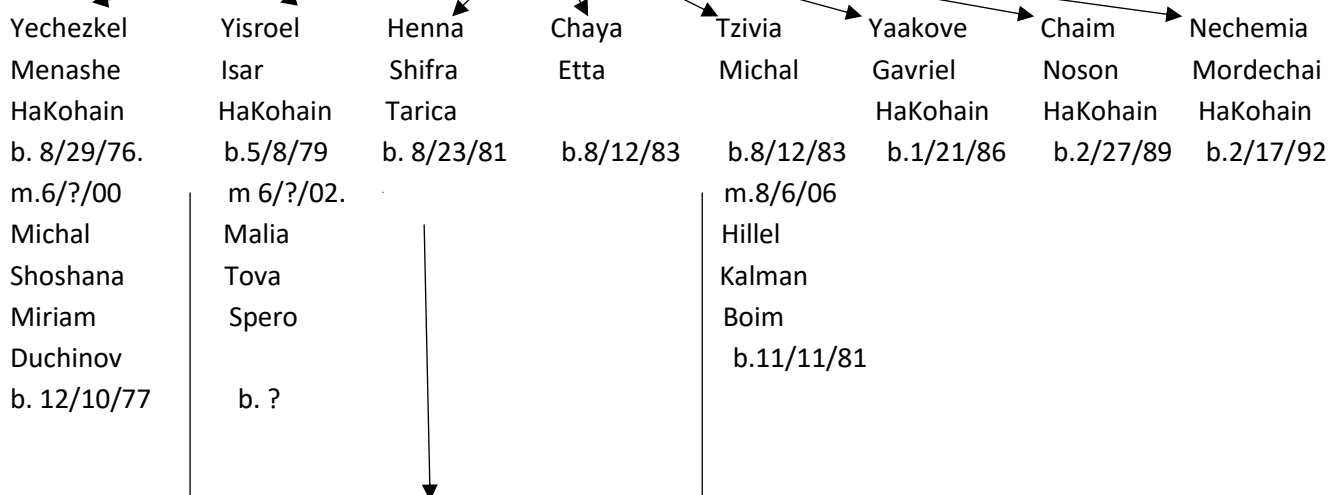 Yechezkel Yisroel Henna Chaya Tzivia Yaakove Chaim Nechemia
Menashe Isar Shifra Etta Michal Gavriel Noson Mordechai
HaKohain HaKohain Tarica HaKohain HaKohain HaKohain
b. 8/29/76. b.5/8/79 b. 8/23/81 b.8/12/83 b.8/12/83 b.1/21/86 b.2/27/89 b.2/17/92
m.6/?/00 m 6/?/02. m.8/6/06
Michal Malia Hillel
Shoshana Tova Kalman
Miriam Spero Boim
Duchinov b.11/11/81
b. 12/10/77 b. ?